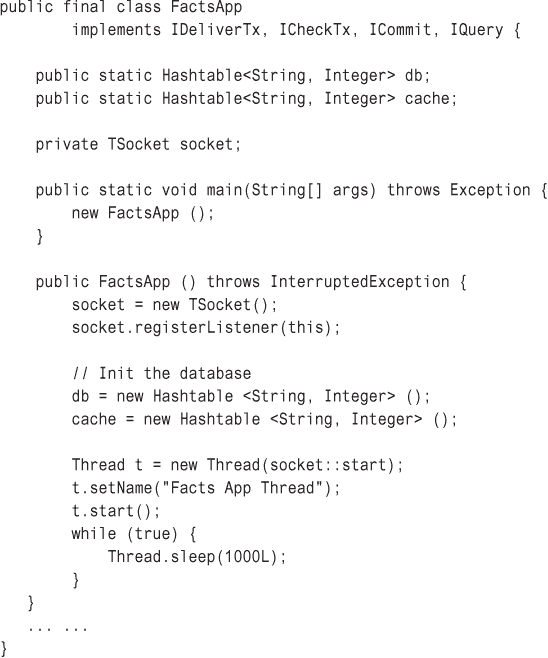 public final class FactsApp
        implements IDeliverTx, ICheckTx, ICommit, IQuery {

    public static Hashtable<String, Integer> db;
    public static Hashtable<String, Integer> cache;

    private TSocket socket;

    public static void main(String[] args) throws Exception {
        new FactsApp ();
    }

    public FactsApp () throws InterruptedException {
        socket = new TSocket();
        socket.registerListener(this);

        // Init the database
        db = new Hashtable <String, Integer> ();
        cache = new Hashtable <String, Integer> ();

        Thread t = new Thread(socket::start);
        t.setName("Facts App Thread");
        t.start();
        while (true) {
            Thread.sleep(1000L);
        }
   }
   ... ...
}